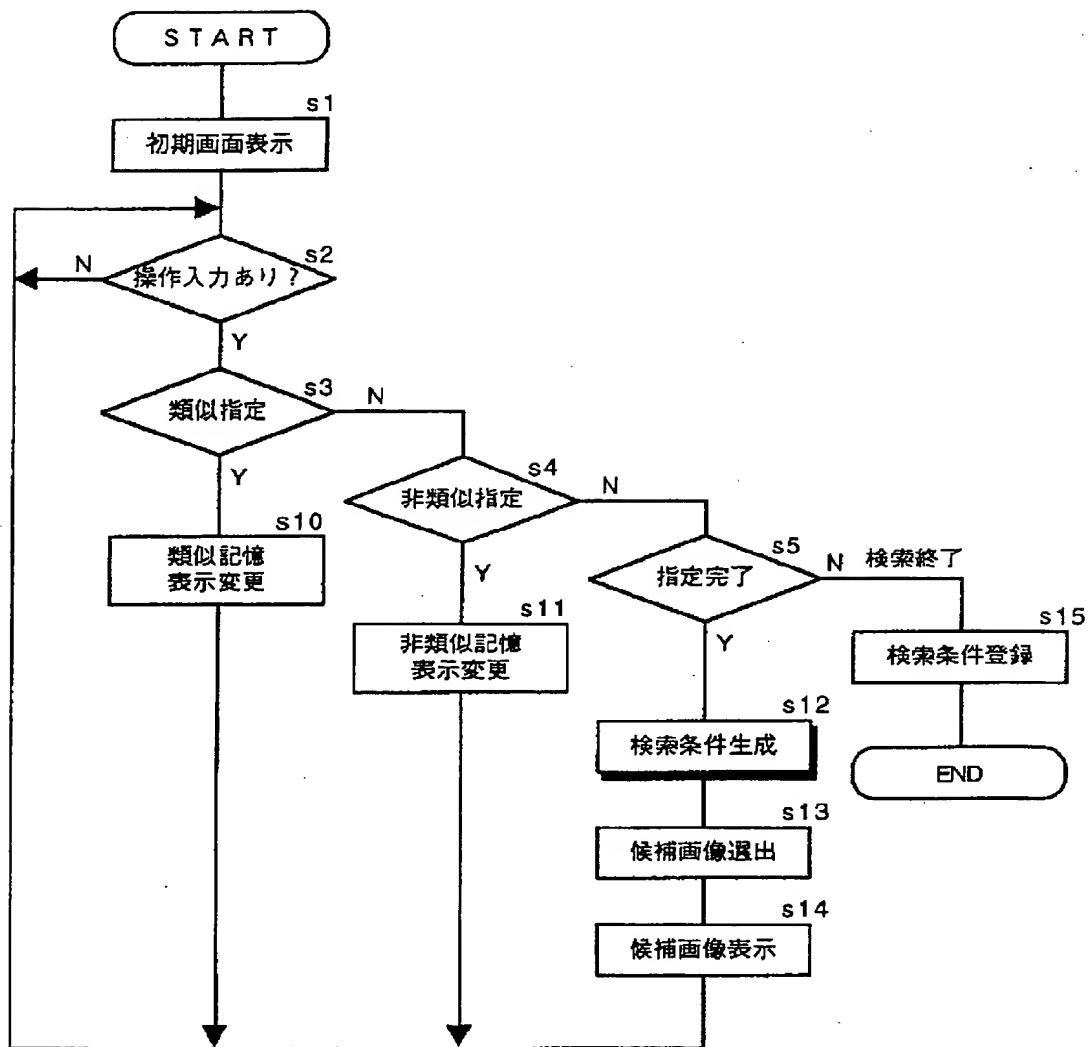 START
s1
初期画面表示
s2
N
操作入力あり?
Y
s3
類似指定
N
Y
s4
非類似指定
N
s10
類似記憶
表示変更
Y
s5
指定完了
N
検索終了
s11
非類似記憶
表示変更
Y
s15
検索条件登録
s12
検索条件生成
END
s13
候補画像選出
s14
候補画像表示